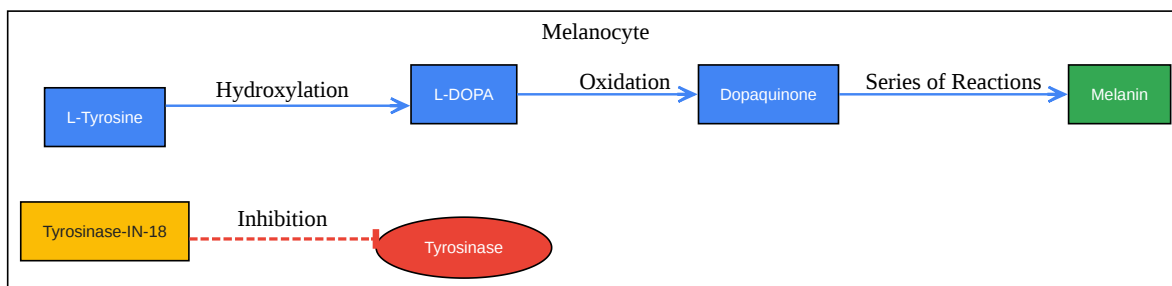 Melanocyte
Hydroxylation
Oxidation
Series of Reactions
L-Tyrosine
L-DOPA
Dopaquinone
Melanin
Inhibition
Tyrosinase-IN-18
Tyrosinase